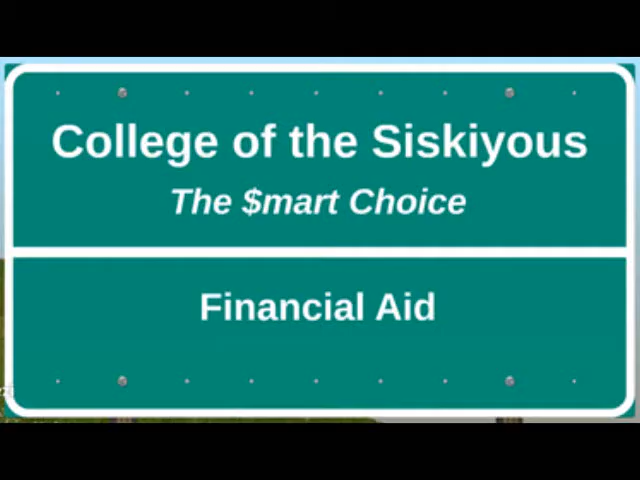 College of the Siskiyous
The $mart Choice
Financial Aid